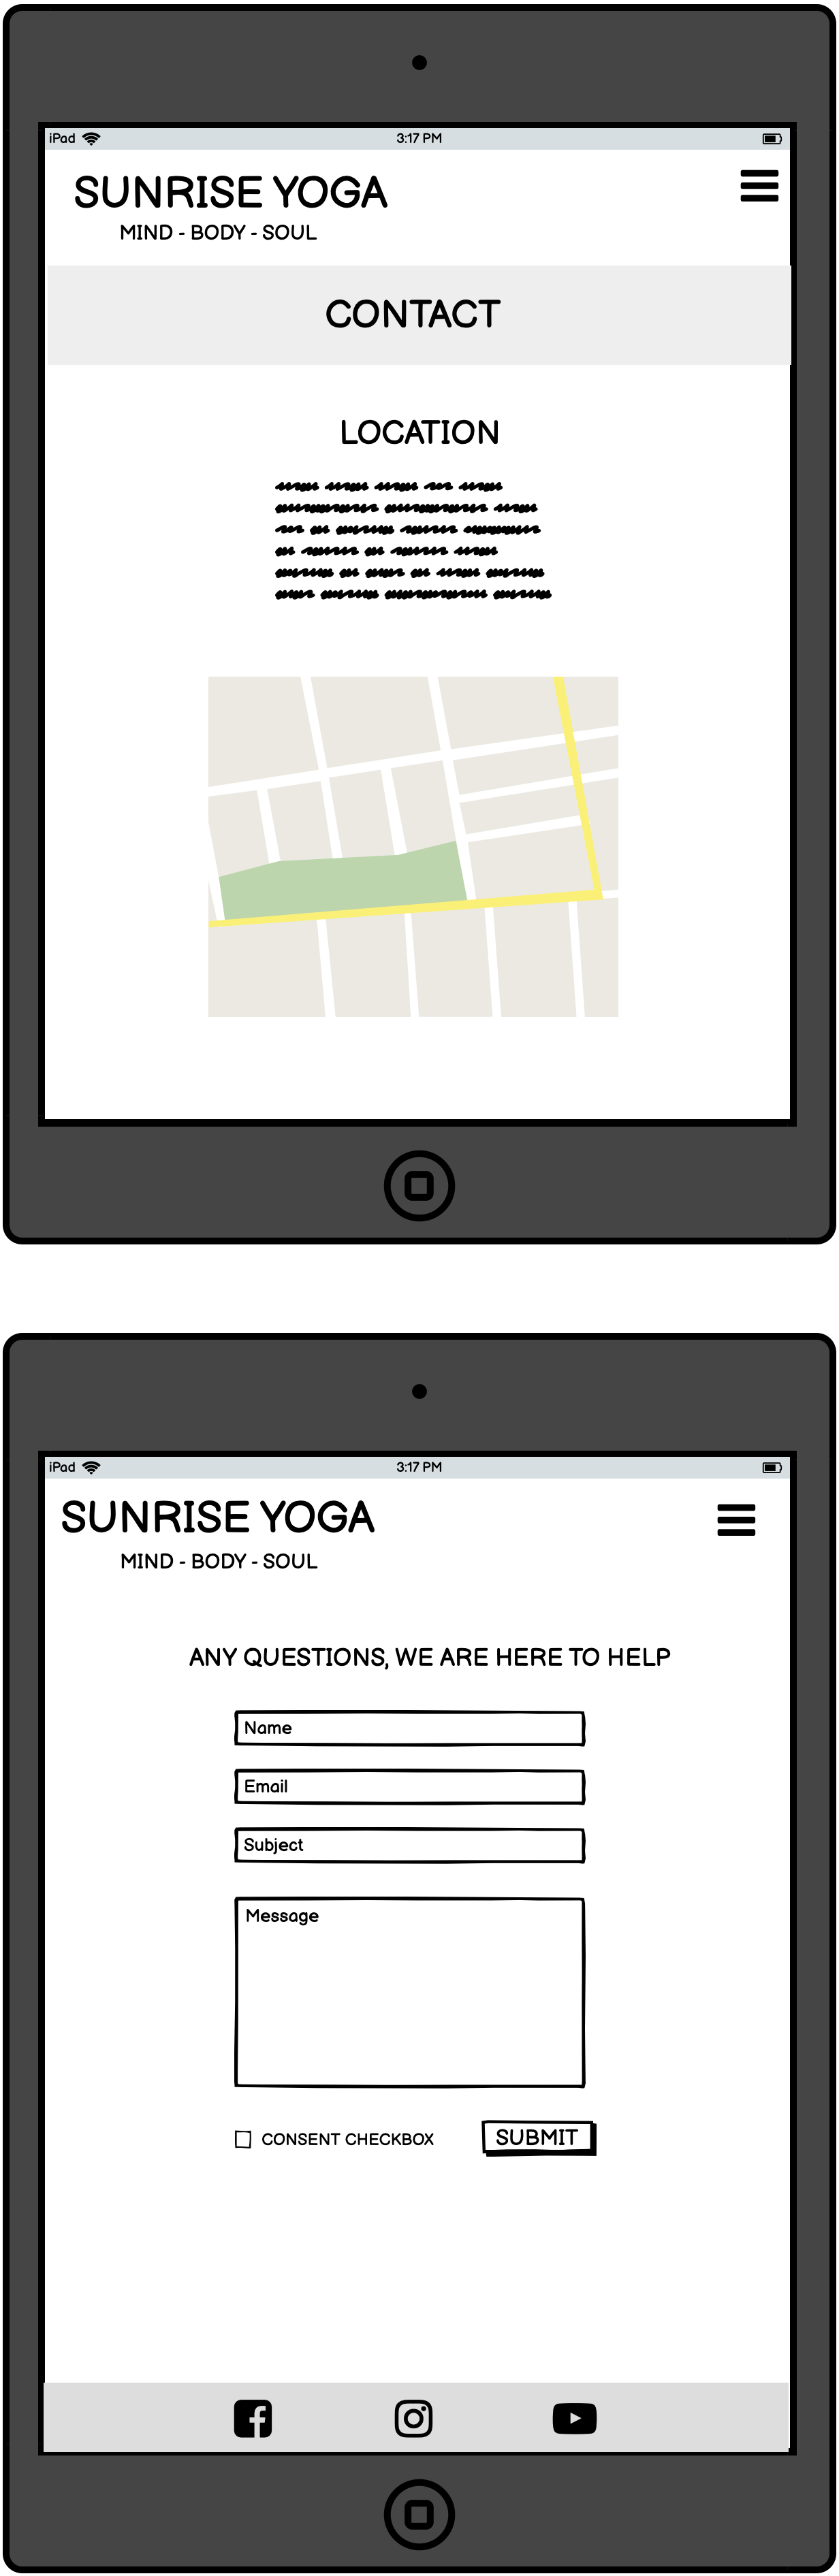 iPad 3:17 PM
SUNRISE YOGA
MIND - BODY - SOUL
CONTACT
LOCATION
iPad 3:17 PM
SUNRISE YOGA
MIND - BODY - SOUL
ANY QUESTIONS, WE ARE HERE TO HELP
Name
Email
Subject
Message
CONSENT CHECKBOX SUBMIT